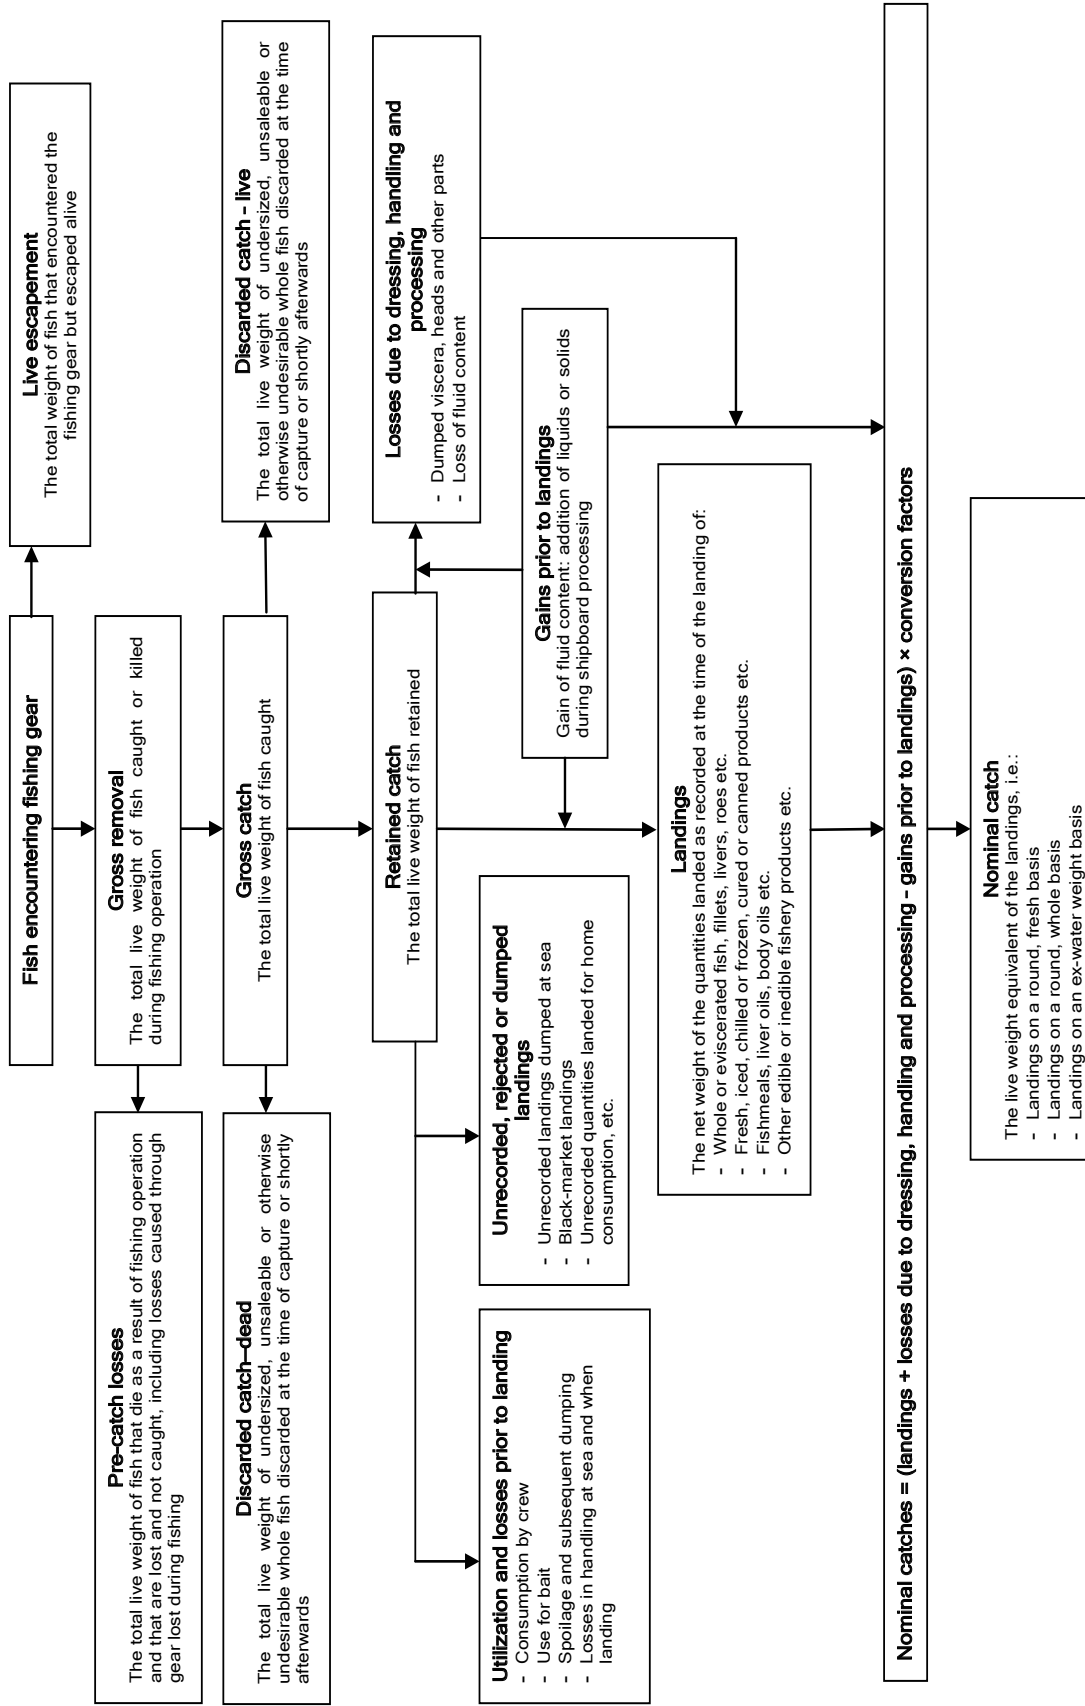 Fish encountering fishing gear
Live escapement
The total weight of fish that encountered the
fishing gear but escaped alive
Pre-catch losses
The total live weight of fish that die as a result of fishing operation
and that are lost and not caught, including losses caused through
gear lost during fishing
Gross removal
The total live weight of fish caught or killed
during fishing operation
Discarded catch–dead
The total live weight of undersized, unsaleable or otherwise
undesirable whole fish discarded at the time of capture or shortly
afterwards
Gross catch
The total live weight of fish caught
Discarded catch - live
The total live weight of undersized, unsaleable or
otherwise undesirable whole fish discarded at the time
of capture or shortly afterwards
Retained catch
The total live weight of fish retained
Losses due to dressing, handling and
processing
- Dumped viscera, heads and other parts
- Loss of fluid content
Utilization and losses prior to landing
- Consumption by crew
- Use for bait
- Spoilage and subsequent dumping
- Losses in handling at sea and when
landing
Unrecorded, rejected or dumped
landings
- Unrecorded landings dumped at sea
- Black-market landings
- Unrecorded quantities landed for home
consumption, etc.
Gains prior to landings
Gain of fluid content: addition of liquids or solids
during shipboard processing
Landings
The net weight of the quantities landed as recorded at the time of the landing of:
- Whole or eviscerated fish, fillets, livers, roes etc.
- Fresh, iced, chilled or frozen, cured or canned products etc.
- Fishmeals, liver oils, body oils etc.
- Other edible or inedible fishery products etc.
Nominal catches = (landings + losses due to dressing, handling and processing - gains prior to landings) × conversion factors
Nominal catch
The live weight equivalent of the landings, i.e.:
- Landings on a round, fresh basis
- Landings on a round, whole basis
- Landings on an ex-water weight basis